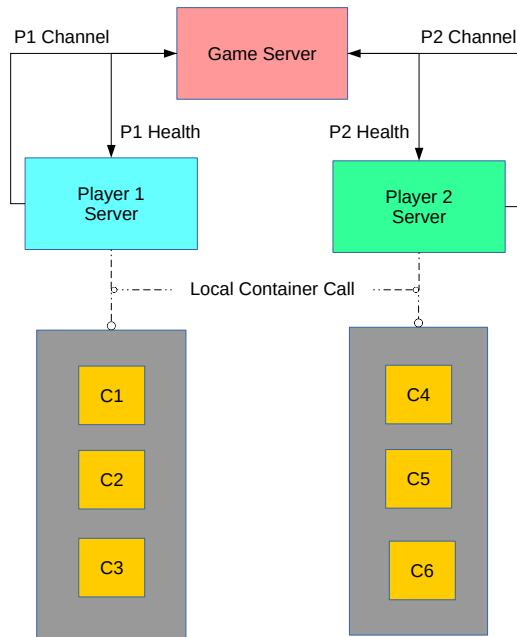 P1 Channel
P2 Channel
Game Server
P1 Health
P2 Health
Player 1
Server
Player 2
Server
Local Container Call
C1
C4
C2
C5
C3
C6